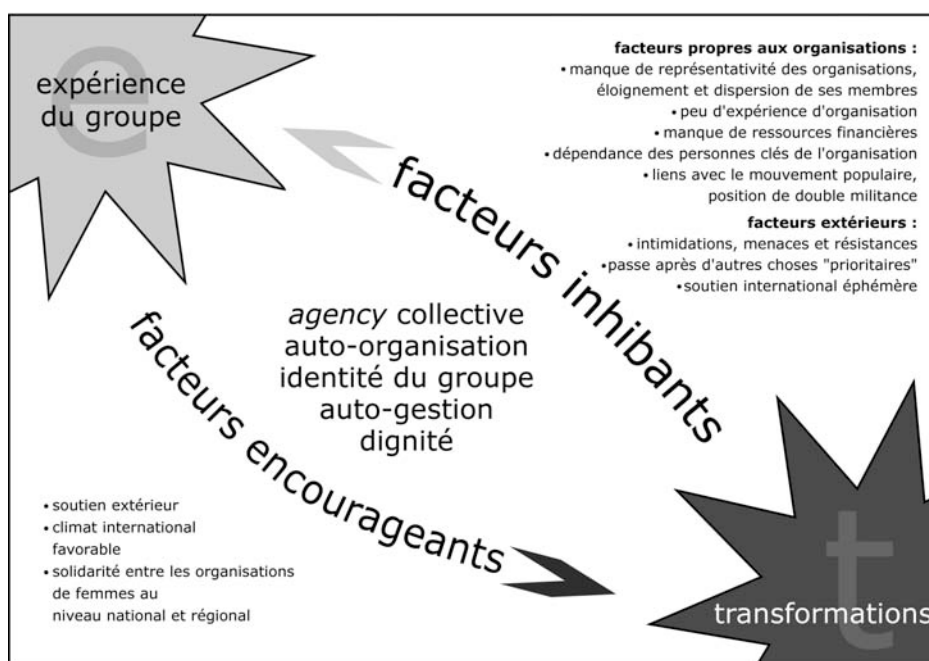 e
expérience
du groupe
facteurs propres aux organisations :
• manque de représentativité des organisations,
éloignement et dispersion de ses membres
• peu d'expérience d'organisation
• manque de ressources financières
• dépendance des personnes clés de l'organisation
• liens avec le mouvement populaire,
position de double militance
facteurs extérieurs :
• intimidations, menaces et résistances
• passe après d'autres choses "prioritaires"
• soutien international éphémère
facteurs inhibants
agency collective
auto-organisation
identité du groupe
auto-gestion
dignité
facteurs encourageants
• soutien extérieur
• climat international
favorable
• solidarité entre les organisations
de femmes au
niveau national et régional
t
transformations